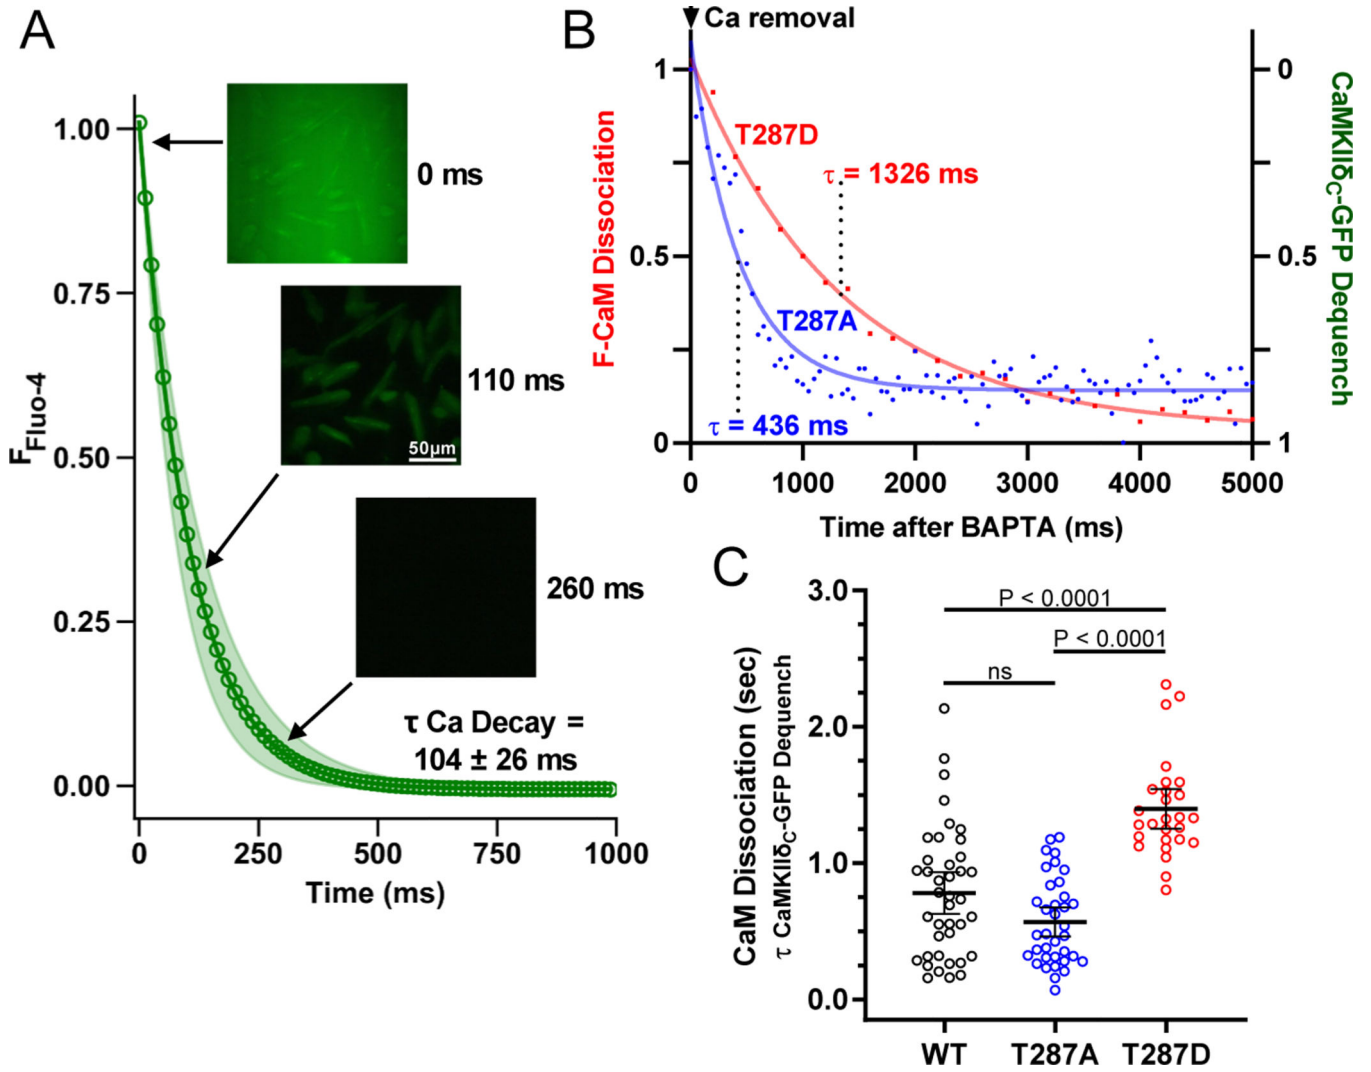 A
1.00
0.75
0.50
0.25
0.00
F Fluo-4
0 ms
110 ms
50µm
260 ms
τ Ca Decay =
104 ± 26 ms
0
250
500
750
1000
Time (ms)
B
Ca removal
1
0.5
0
F-CaM Dissociation
T287D
τ = 1326 ms
T287A
τ = 436 ms
0
0.5
1
CaMKIIδC-GFP Dequench
0
1000
2000
3000
4000
5000
Time after BAPTA (ms)
C
3.0
2.0
1.0
0.0
CaM Dissociation (sec)
τ CaMKIIδC-GFP Dequench
P < 0.0001
P < 0.0001
ns
WT
T287A
T287D